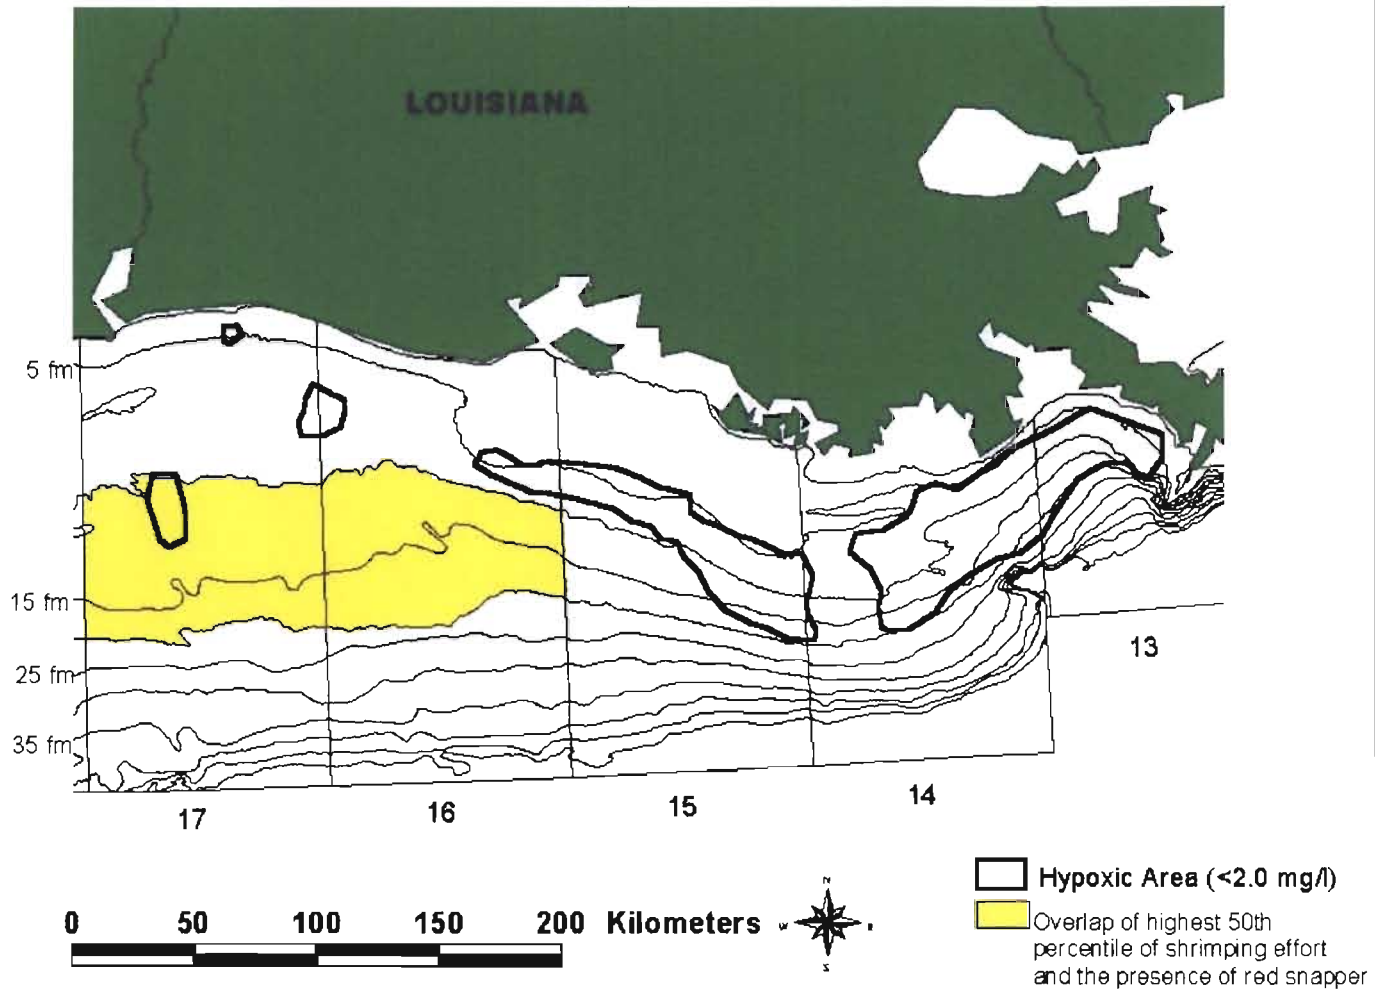 LOUISIANA
5 fm
15 fm
25 fm
35 fm
13
17
16
15
14
0 50 100 150 200 Kilometers
N
W
S
Hypoxic Area (<2.0 mg/l)
Overlap of highest 50th
percentile of shrimping effort
and the presence of red snapper